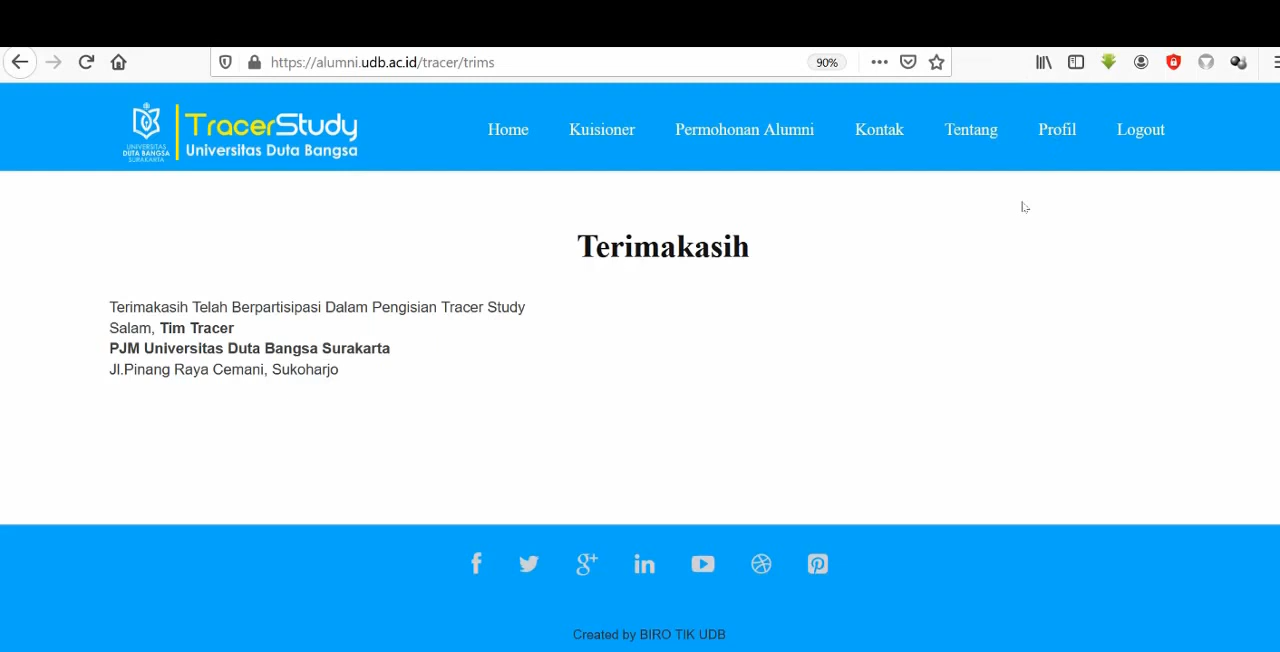 https://alumni.udb.ac.id/tracer/trims
90%
UNIVERSITAS
DUTA BANGSA
SURAKARTA
TracerStudy
Universitas Duta Bangsa
Home
Kuisioner
Permohonan Alumni
Kontak
Tentang
Profil
Logout
Terimakasih
Terimakasih Telah Berpartisipasi Dalam Pengisian Tracer Study
Salam, Tim Tracer
PJM Universitas Duta Bangsa Surakarta
Jl.Pinang Raya Cemani, Sukoharjo
Created by BIRO TIK UDB